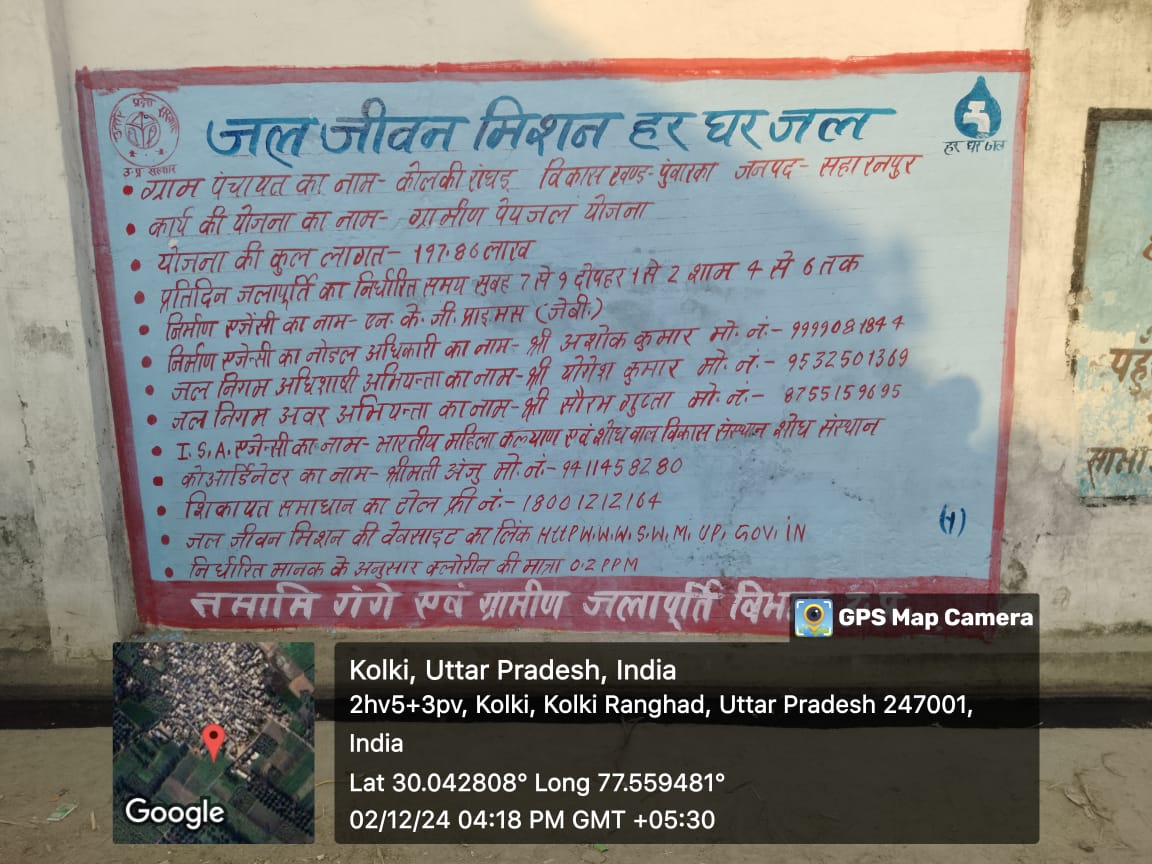 उत्तर प्रदेश सरकार
उ.प्र. सरकार
जल जीवन मिशन हर घर जल
हर घर जल
• ग्राम पंचायत का नाम- कोलकी रांघड़ विकास खण्ड- पुंवारका जनपद- सहारनपुर
• कार्य की योजना का नाम- ग्रामीण पेयजल योजना
• योजना की कुल लागत- 197.86 लाख
• प्रतिदिन जलापूर्ति का निर्धारित समय सुबह 7 से 9 दोपहर 1 से 2 शाम 4 से 6 तक
• निर्माण एजेंसी का नाम- एन. के. जी. प्राइमस (जेवी.)
• निर्माण एजेन्सी का नोडल अधिकारी का नाम- श्री अशोक कुमार मो. नं.- 9999081844
• जल निगम अधिशाषी अभियन्ता का नाम- श्री योगेश कुमार मो. नं.- 9532501369
• जल निगम अवर अभियन्ता का नाम- श्री सौरभ गुप्ता मो. नं.- 8755159695
• I.S.A. एजेन्सी का नाम- भारतीय महिला कल्याण एवं शोध बाल विकास संस्थान शोध संस्थान
• कोआर्डिनेटर का नाम- श्रीमती अंजु मो. नं.- 9411458280
• शिकायत समाधान का टोल फ्री नं.- 18001212164
• जल जीवन मिशन की वेवसाइट का लिंक Http W.W.W.S.W.M. UP. GOV. IN
• निर्धारित मानक के अनुसार क्लोरीन की मात्रा 0.2 PPM
नमामि गंगे एवं ग्रामीण जलापूर्ति
GPS Map Camera
Kolki, Uttar Pradesh, India
2hv5+3pv, Kolki, Kolki Ranghad, Uttar Pradesh 247001,
India
Lat 30.042808° Long 77.559481°
02/12/24 04:18 PM GMT +05:30
Google